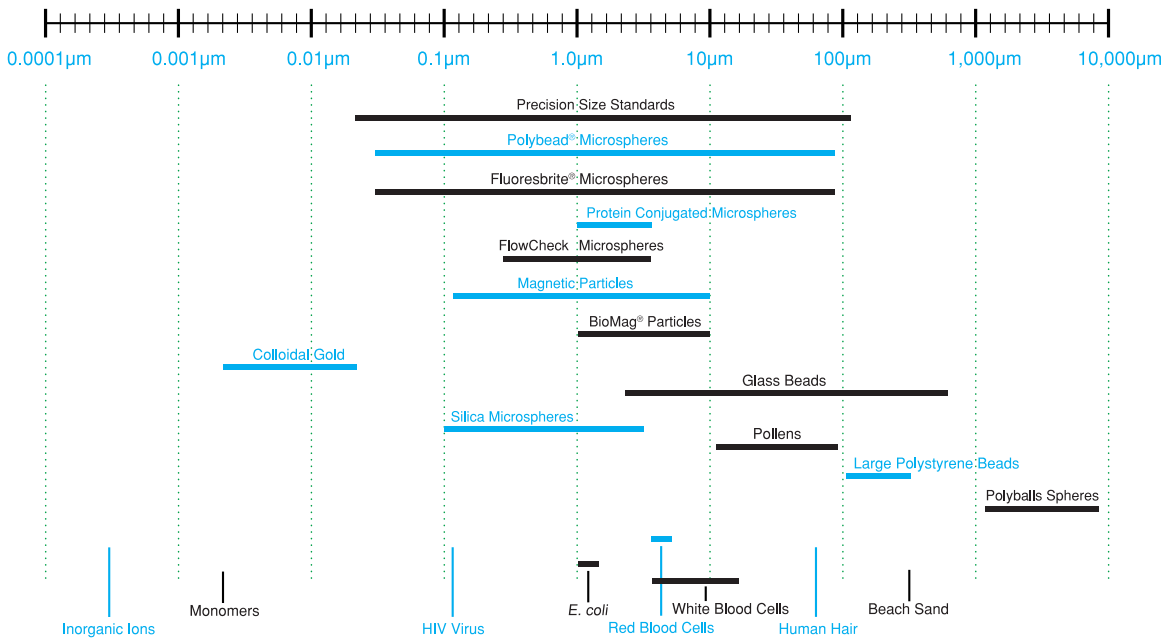 0.0001µm 0.001µm 0.01µm 0.1µm 1.0µm 10µm 100µm 1,000µm 10,000µm
Precision Size Standards
Polybead® Microspheres
Fluoresbrite® Microspheres
Protein Conjugated Microspheres
FlowCheck Microspheres
Magnetic Particles
BioMag® Particles
Colloidal Gold
Glass Beads
Silica Microspheres
Pollens
Large Polystyrene Beads
Polyballs Spheres
Monomers E. coli White Blood Cells Beach Sand
Inorganic Ions HIV Virus Red Blood Cells Human Hair